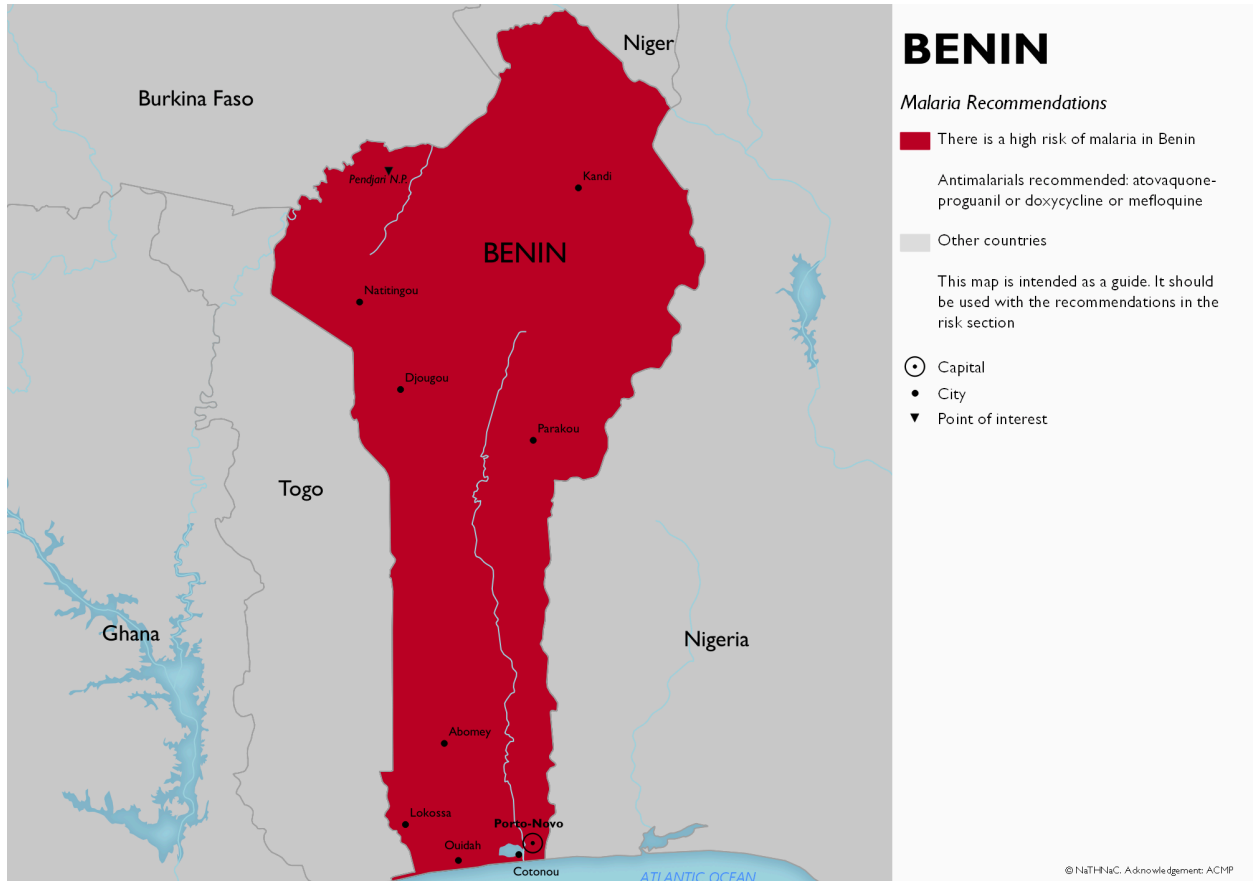 BENIN
Malaria Recommendations
There is a high risk of malaria in Benin
Antimalarials recommended: atovaquone-
proguanil or doxycycline or mefloquine
Other countries
This map is intended as a guide. It should
be used with the recommendations in the
risk section
Capital
City
Point of interest
Niger
Burkina Faso
Pendjari N.P.
Kandi
BENIN
Natitingou
Djougou
Parakou
Togo
Ghana
Nigeria
Abomey
Lokossa
Porto-Novo
Ouidah
Cotonou
ATLANTIC OCEAN
© NaTHNaC. Acknowledgement: ACMP